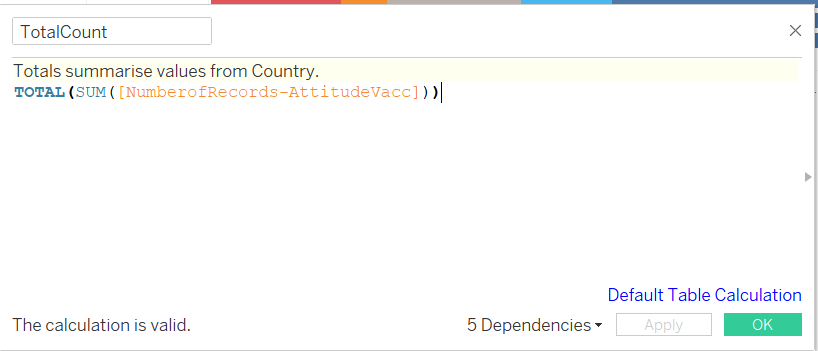 TotalCount
Totals summarise values from Country.
TOTAL(SUM([NumberofRecords-AttitudeVacc]))
Default Table Calculation
The calculation is valid.
5 Dependencies
Apply
OK